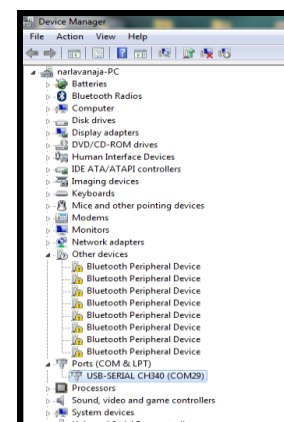 Device Manager
File Action View Help
narlavanaja-PC
Batteries
Bluetooth Radios
Computer
Disk drives
Display adapters
DVD/CD-ROM drives
Human Interface Devices
IDE ATA/ATAPI controllers
Imaging devices
Keyboards
Mice and other pointing devices
Modems
Monitors
Network adapters
Other devices
Bluetooth Peripheral Device
Bluetooth Peripheral Device
Bluetooth Peripheral Device
Bluetooth Peripheral Device
Bluetooth Peripheral Device
Bluetooth Peripheral Device
Bluetooth Peripheral Device
Bluetooth Peripheral Device
Ports (COM & LPT)
USB-SERIAL CH340 (COM29)
Processors
Sound, video and game controllers
System devices